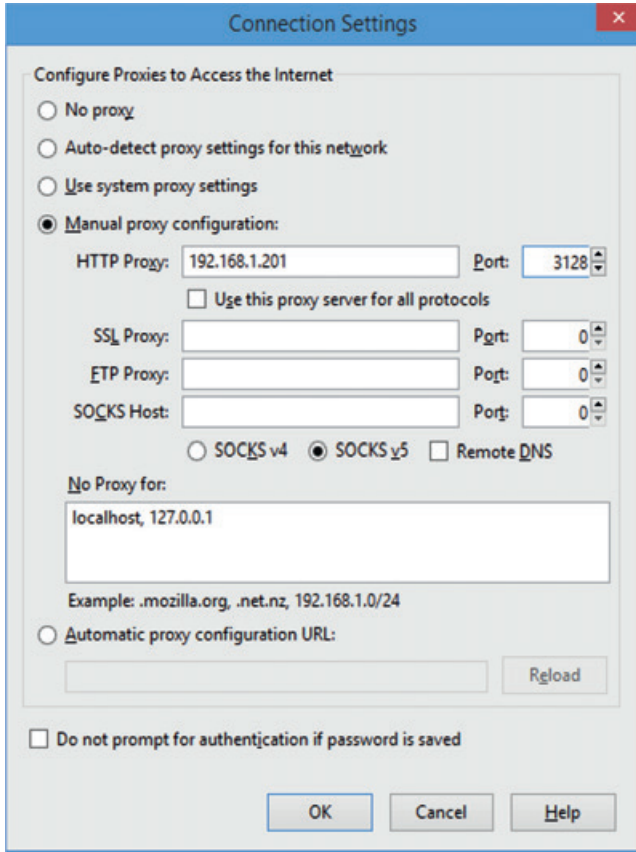 Connection Settings
Configure Proxies to Access the Internet
No proxy
Auto-detect proxy settings for this network
Use system proxy settings
Manual proxy configuration:
HTTP Proxy: 192.168.1.201 Port: 3128
Use this proxy server for all protocols
SSL Proxy: Port: 0
FTP Proxy: Port: 0
SOCKS Host: Port: 0
SOCKS v4 SOCKS v5 Remote DNS
No Proxy for:
localhost, 127.0.0.1
Example: .mozilla.org, .net.nz, 192.168.1.0/24
Automatic proxy configuration URL:
Reload
Do not prompt for authentication if password is saved
OK Cancel Help